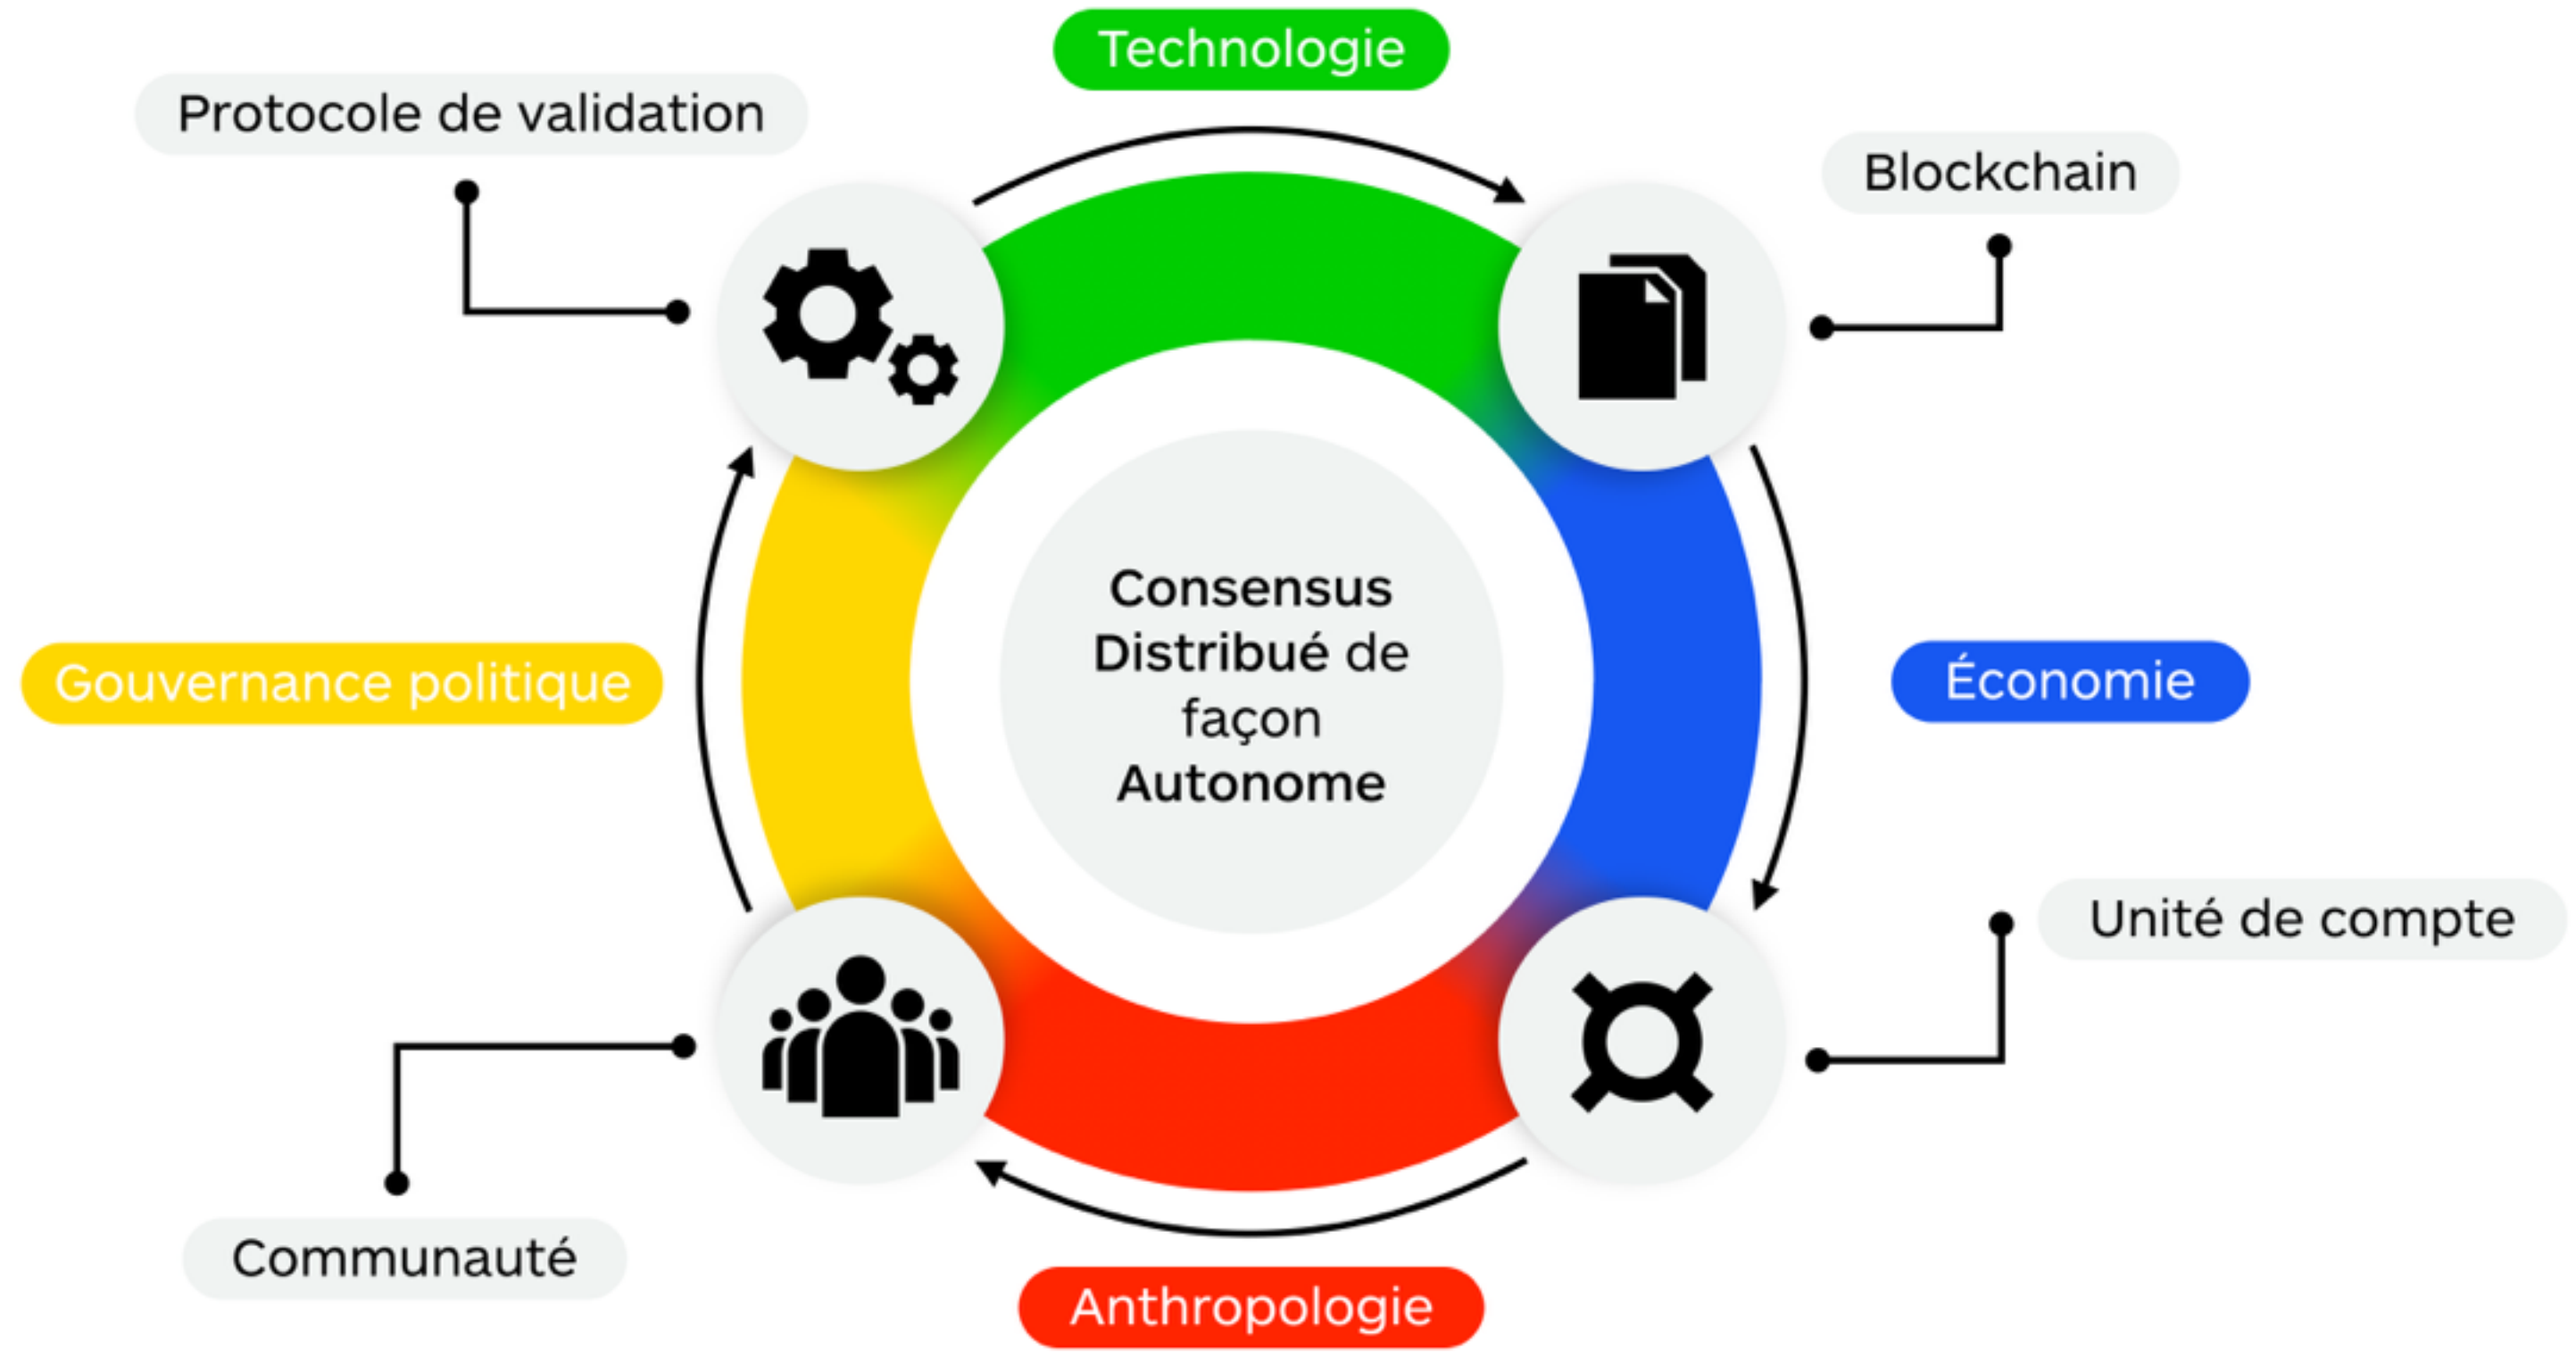 Technologie
Protocole de validation
Blockchain
Consensus
Distribué de
façon
Autonome
Gouvernance politique
Économie
Unité de compte
Communauté
Anthropologie